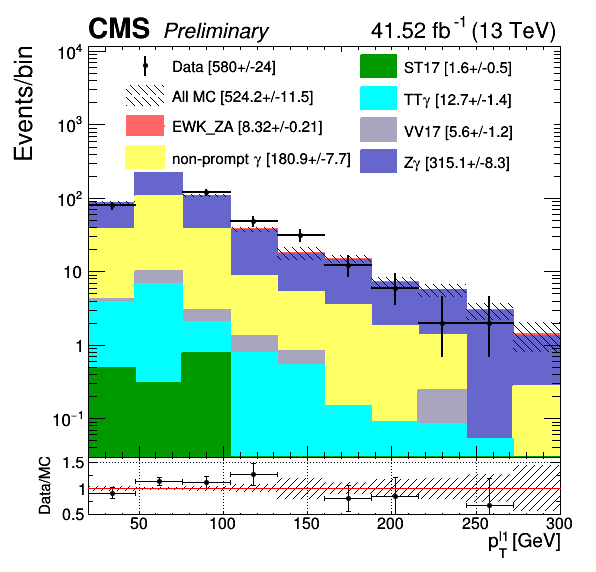 CMS Preliminary 41.52 fb⁻¹ (13 TeV)
Events/bin
10⁴
10³
10²
10
1
10⁻¹
Data [580+/-24]
All MC [524.2+/-11.5]
EWK_ZA [8.32+/-0.21]
non-prompt γ [180.9+/-7.7]
ST17 [1.6+/-0.5]
TTγ [12.7+/-1.4]
VV17 [5.6+/-1.2]
Zγ [315.1+/-8.3]
Data/MC
1.5
1
0.5
50 100 150 200 250 300
p_T^l1 [GeV]